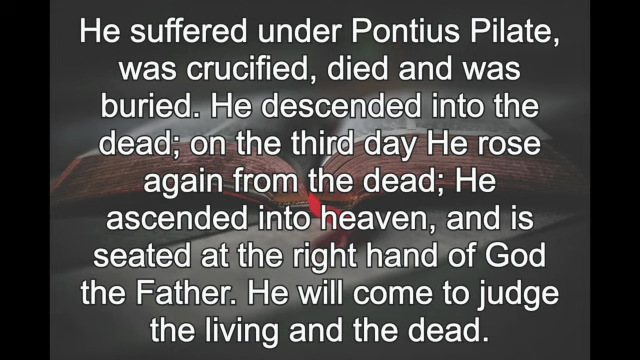 He suffered under Pontius Pilate,
was crucified, died and was
buried. He descended into the
dead; on the third day He rose
again from the dead; He
ascended into heaven, and is
seated at the right hand of God
the Father. He will come to judge
the living and the dead.